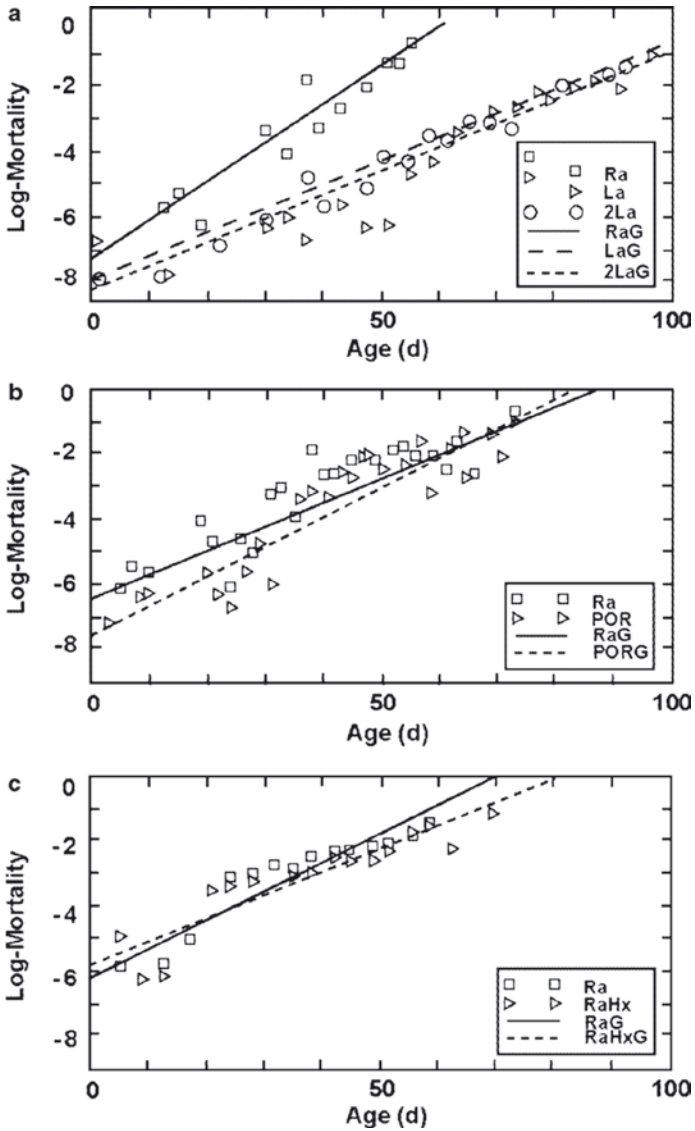 a
0
-2
-4
-6
-8
Log-Mortality
Ra
La
2La
RaG
LaG
2LaG
0
50
100
Age (d)
b
0
-2
-4
-6
-8
Log-Mortality
Ra
POR
RaG
PORG
0
50
100
Age (d)
c
0
-2
-4
-6
-8
Log-Mortality
Ra
RaHx
RaG
RaHxG
0
50
100
Age (d)